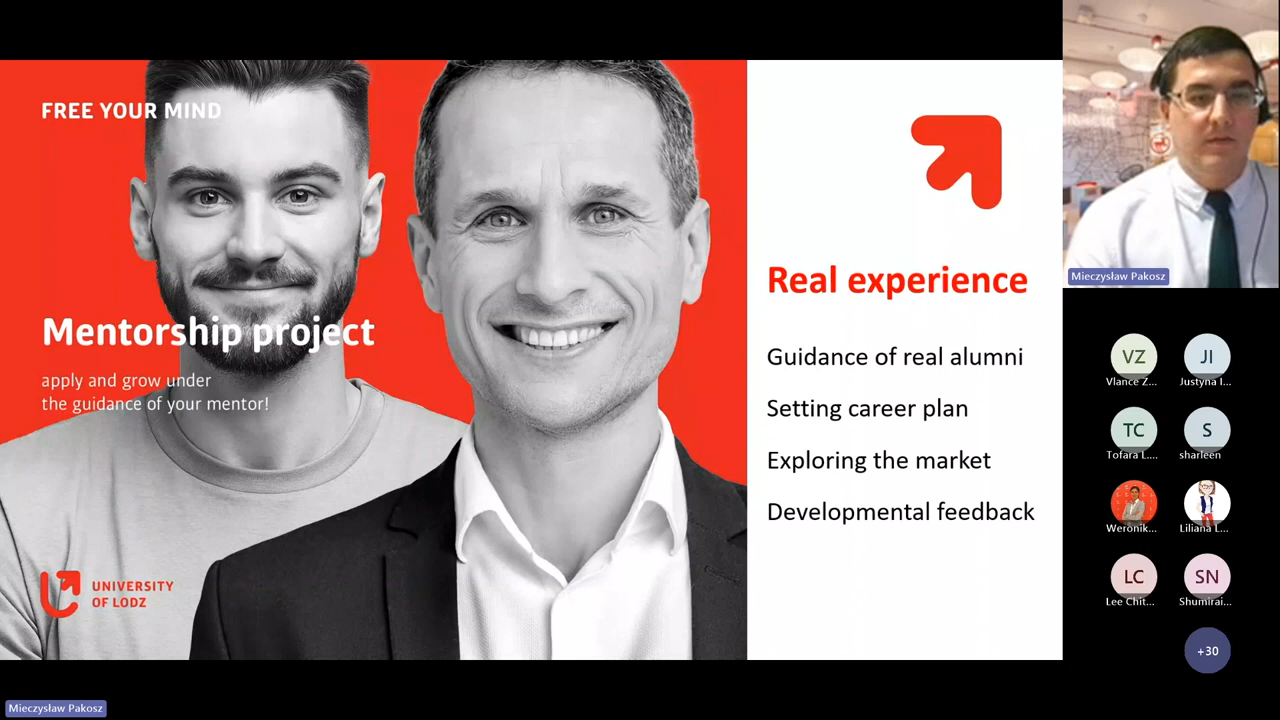 FREE YOUR MIND
Mentorship project
apply and grow under
the guidance of your mentor!
UNIVERSITY
OF LODZ
Real experience
Guidance of real alumni
Setting career plan
Exploring the market
Developmental feedback
Mieczysław Pakosz
VZ
JI
Vlance Z...
Justyna I...
TC
S
Tofara L....
sharleen
Weronik...
Liliana L...
LC
SN
Lee Chit...
Shumirai...
+30
Mieczysław Pakosz